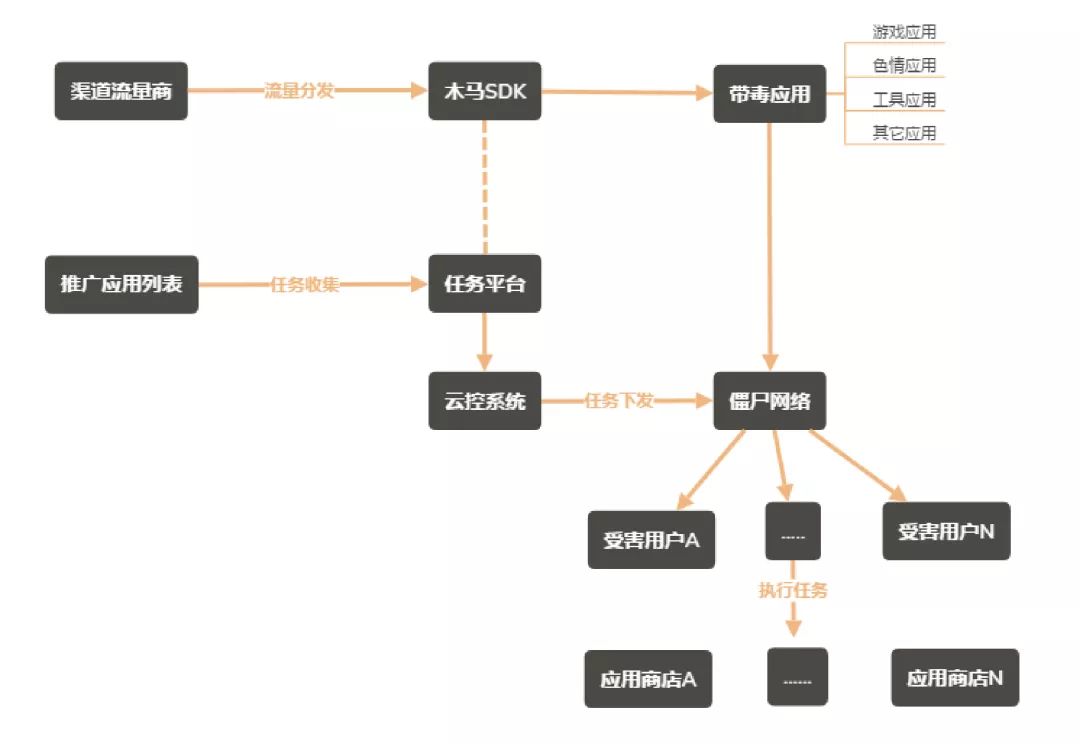 游戏应用
渠道流量商
流量分发
木马SDK
带毒应用
色情应用
工具应用
其它应用
推广应用列表
任务收集
任务平台
云控系统
任务下发
僵尸网络
受害用户A
.....
受害用户N
执行任务
应用商店A
......
应用商店N